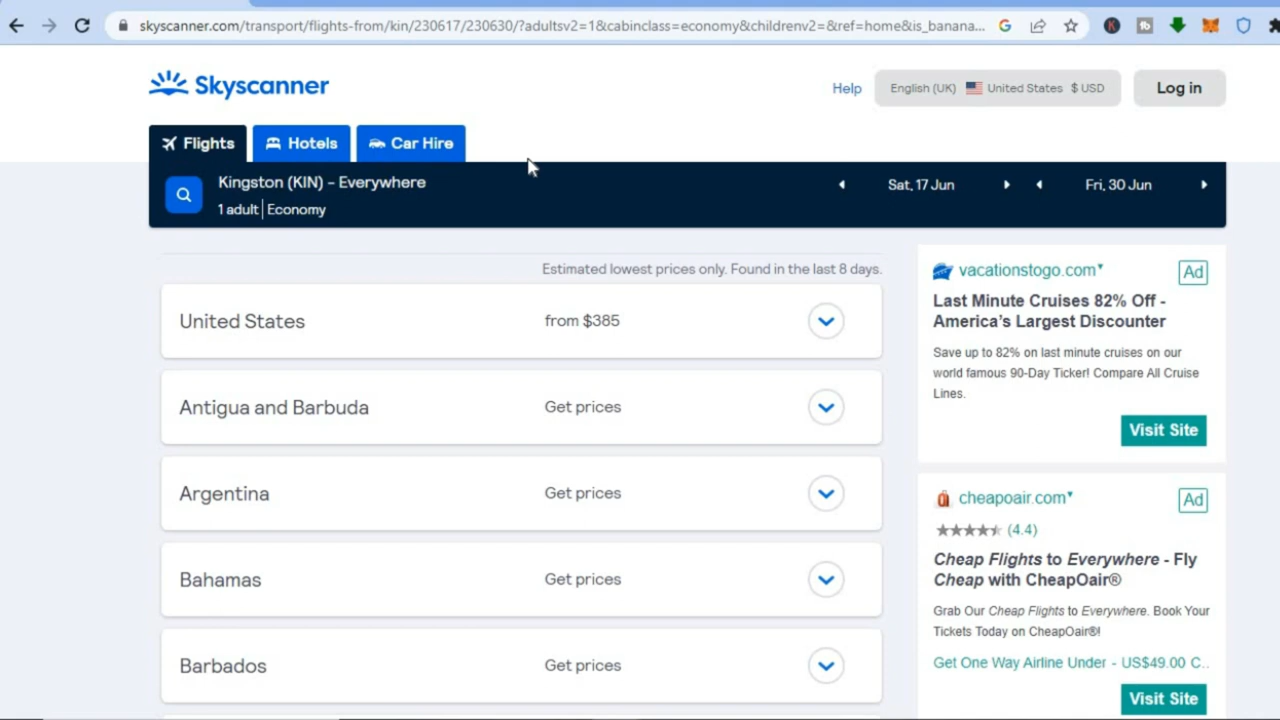 skyscanner.com/transport/flights-from/kin/230617/230630/?adultsv2=1&cabinclass=economy&childrenv2=&ref=home&is_banana...
Skyscanner
Help
English (UK) United States $ USD
Log in
Flights
Hotels
Car Hire
Kingston (KIN) – Everywhere
1 adult | Economy
Sat, 17 Jun
Fri, 30 Jun
Estimated lowest prices only. Found in the last 8 days.
United States from $385
Antigua and Barbuda Get prices
Argentina Get prices
Bahamas Get prices
Barbados Get prices
vacationstogo.com
Ad
Last Minute Cruises 82% Off -
America's Largest Discounter
Save up to 82% on last minute cruises on our
world famous 90-Day Ticker! Compare All Cruise
Lines.
Visit Site
cheapoair.com
Ad
(4.4)
Cheap Flights to Everywhere - Fly
Cheap with CheapOair®
Grab Our Cheap Flights to Everywhere. Book Your
Tickets Today on CheapOair®!
Get One Way Airline Under - US$49.00 C..
Visit Site